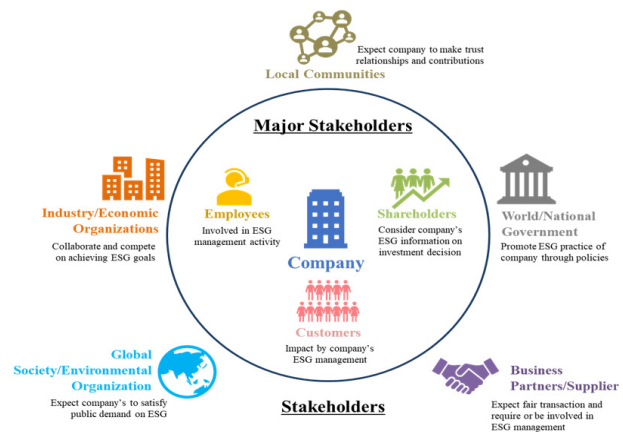 Local Communities
Expect company to make trust
relationships and contributions
Major Stakeholders
Industry/Economic
Organizations
Collaborate and compete
on achieving ESG goals
Employees
Involved in ESG
management activity
Company
Shareholders
Consider company's
ESG information on
investment decision
World/National
Government
Promote ESG practice of
company through policies
Customers
Impact by company's
ESG management
Global
Society/Environmental
Organization
Expect company's to satisfy
public demand on ESG
Stakeholders
Business
Partners/Supplier
Expect fair transaction and
require or be involved in
ESG management